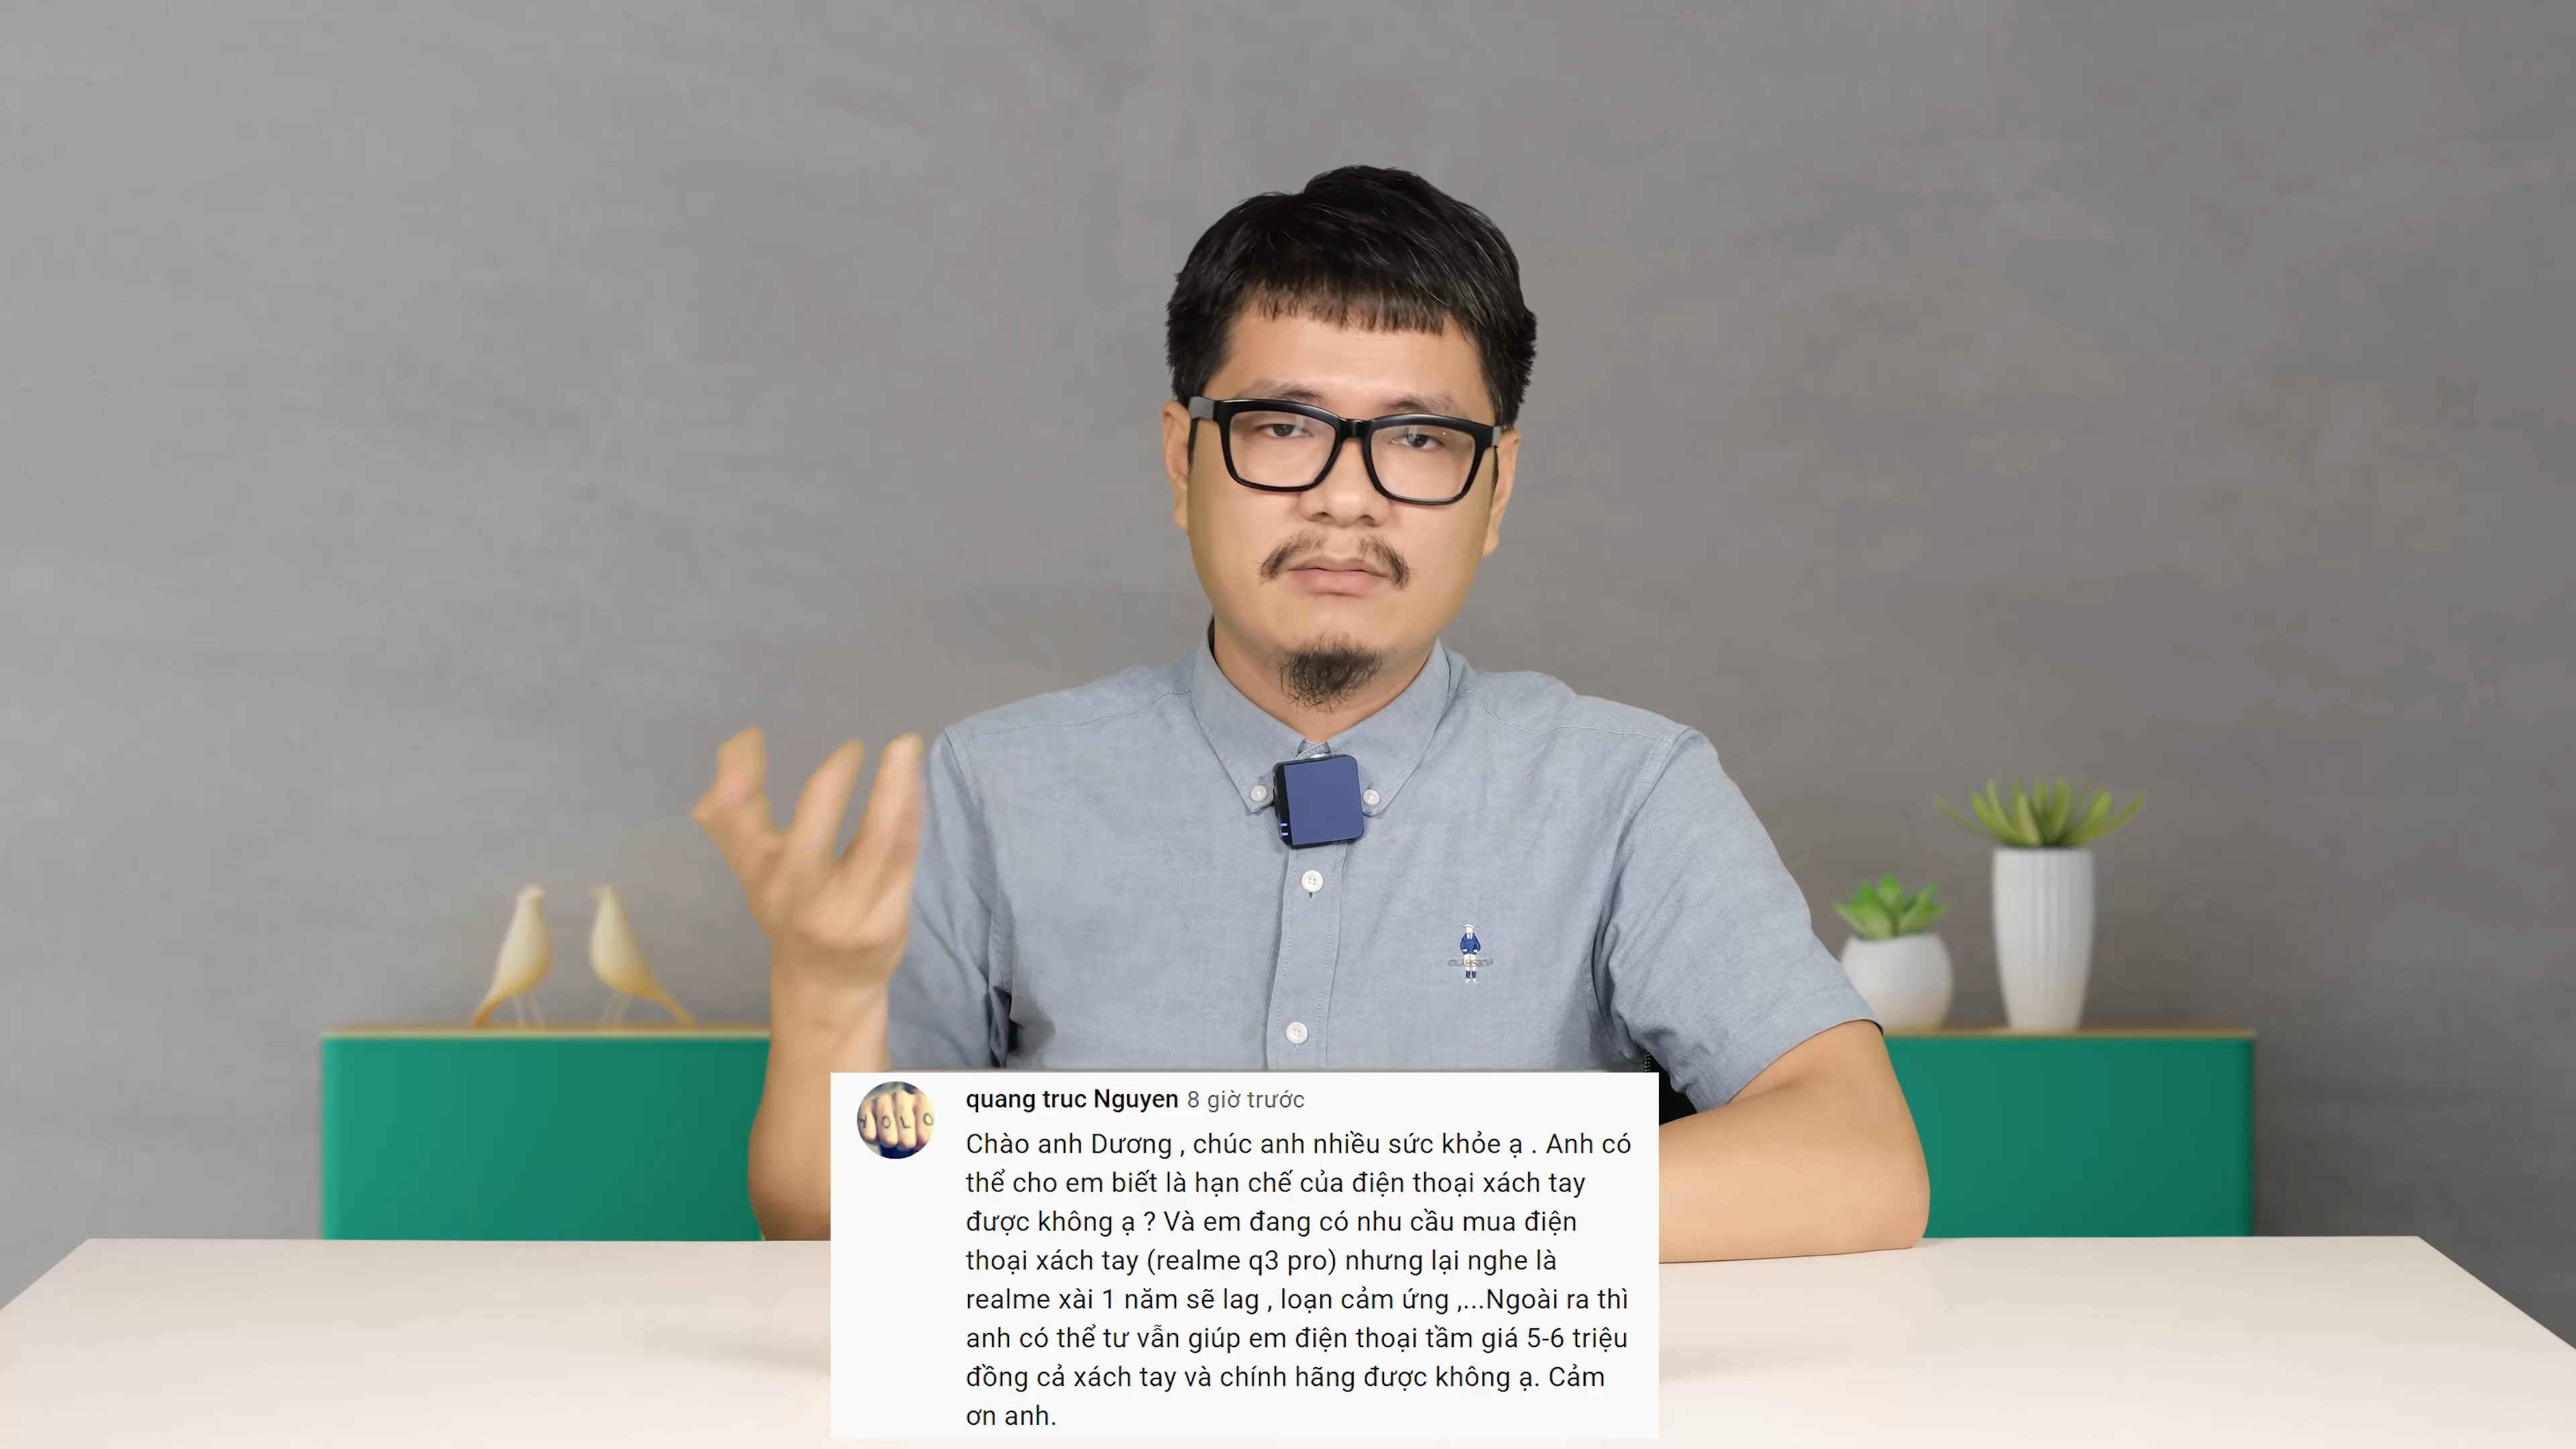 quang truc Nguyen 8 giờ trước
Chào anh Dương , chúc anh nhiều sức khỏe ạ . Anh có
thể cho em biết là hạn chế của điện thoại xách tay
được không ạ ? Và em đang có nhu cầu mua điện
thoại xách tay (realme q3 pro) nhưng lại nghe là
realme xài 1 năm sẽ lag , loạn cảm ứng ,...Ngoài ra thì
anh có thể tư vẫn giúp em điện thoại tầm giá 5-6 triệu
đồng cả xách tay và chính hãng được không ạ. Cảm
ơn anh.